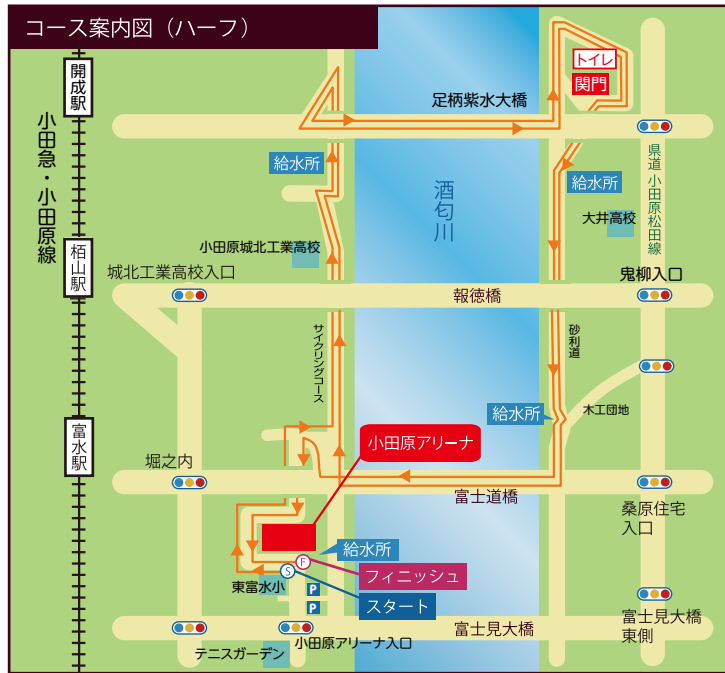 コース案内図（ハーフ）
トイレ
関門
開成駅
足柄紫水大橋
小田急・小田原線
県道 小田原松田線
給水所
給水所
酒匂川
大井高校
小田原城北工業高校
栢山駅
城北工業高校入口
鬼柳入口
報徳橋
サイクリングコース
砂利道
木工団地
給水所
富水駅
小田原アリーナ
堀之内
富士道橋
桑原住宅
入口
給水所
F
フィニッシュ
S
東富水小
P
スタート
P
富士見大橋
東側
富士見大橋
小田原アリーナ入口
テニスガーデン